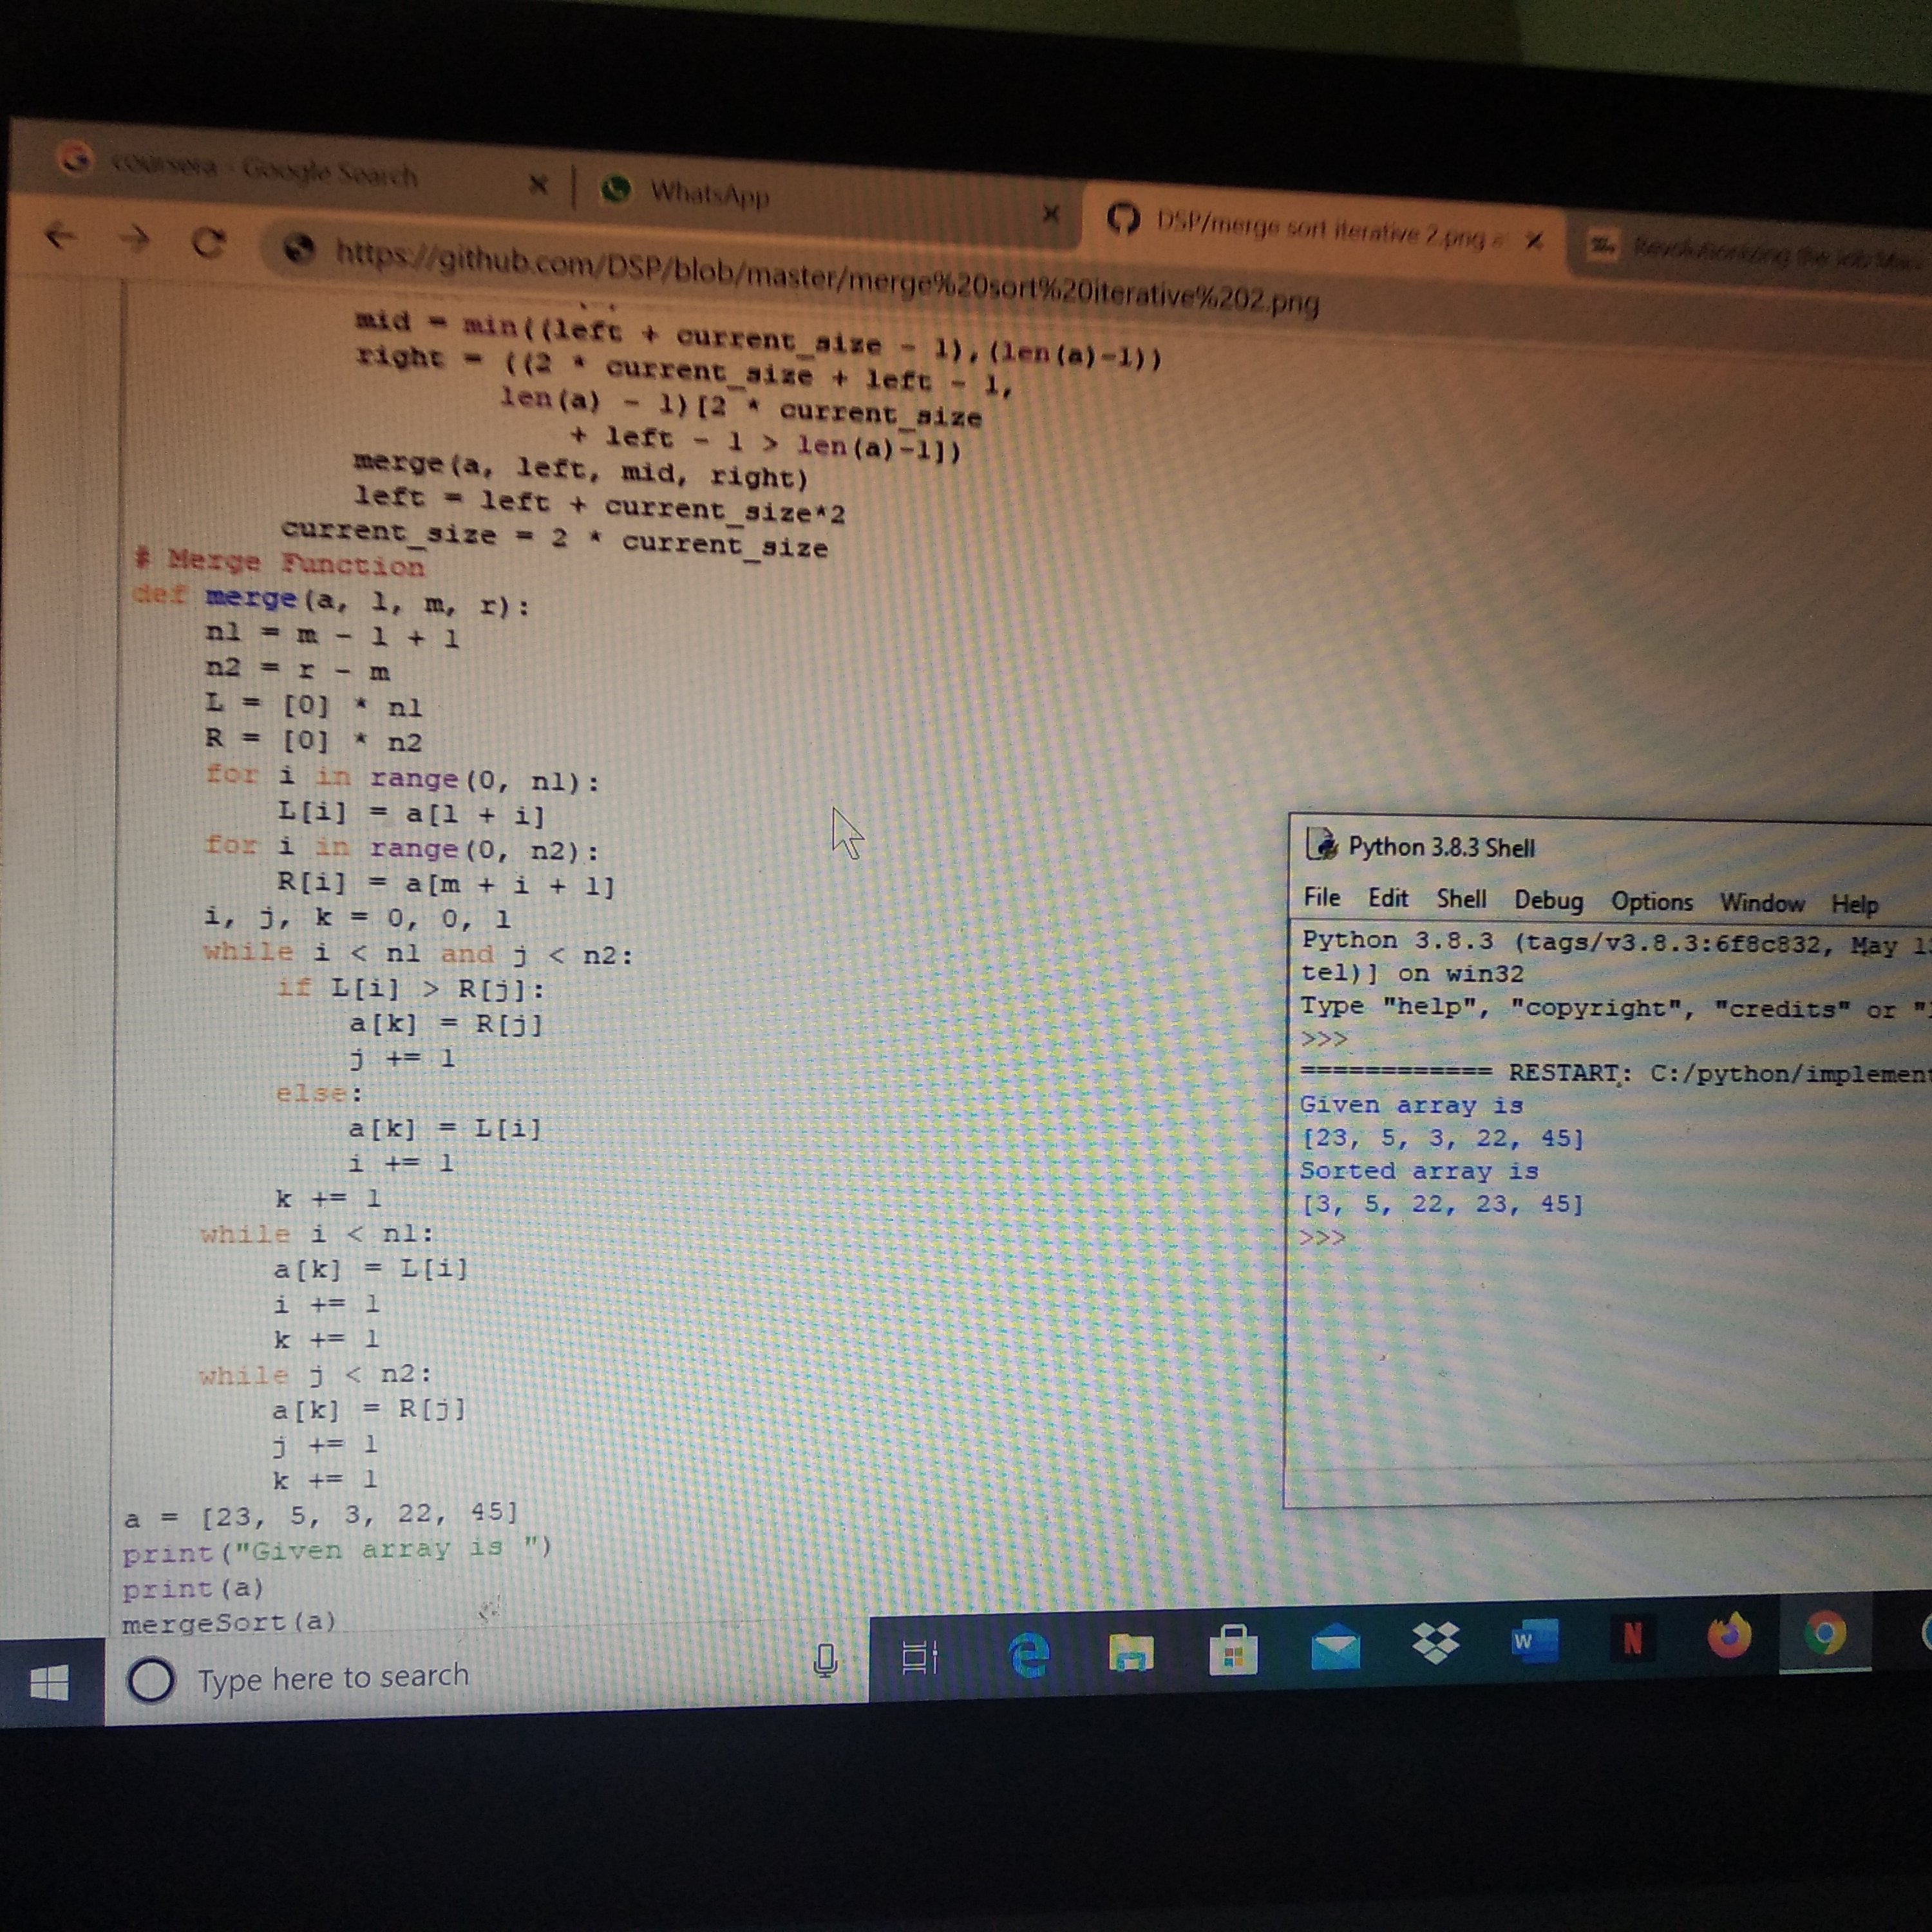 coursera - Google Search
WhatsApp
DSP/merge sort iterative 2.png
https://github.com/DSP/blob/master/merge%20sort%20iterative%202.png
mid = min((left + current_size - 1),(len(a)-1))
right = ((2 * current_size + left - 1,
len(a) - 1)[2 * current_size
+ left - 1 > len(a)-1])
merge(a, left, mid, right)
left = left + current_size*2
current_size = 2 * current_size
# Merge Function
def merge(a, l, m, r):
n1 = m - l + 1
n2 = r - m
L = [0] * n1
R = [0] * n2
for i in range(0, n1):
L[i] = a[l + i]
for i in range(0, n2):
R[i] = a[m + i + 1]
i, j, k = 0, 0, l
while i < n1 and j < n2:
if L[i] > R[j]:
a[k] = R[j]
j += 1
else:
a[k] = L[i]
i += 1
k += 1
while i < n1:
a[k] = L[i]
i += 1
k += 1
while j < n2:
a[k] = R[j]
j += 1
k += 1
a = [23, 5, 3, 22, 45]
print("Given array is ")
print(a)
mergeSort(a)
Python 3.8.3 Shell
File Edit Shell Debug Options Window Help
Python 3.8.3 (tags/v3.8.3:6f8c832, May 1
tel)] on win32
Type "help", "copyright", "credits" or "
>>>
============ RESTART: C:/python/implement
Given array is
[23, 5, 3, 22, 45]
Sorted array is
[3, 5, 22, 23, 45]
>>>
Type here to search
W
N